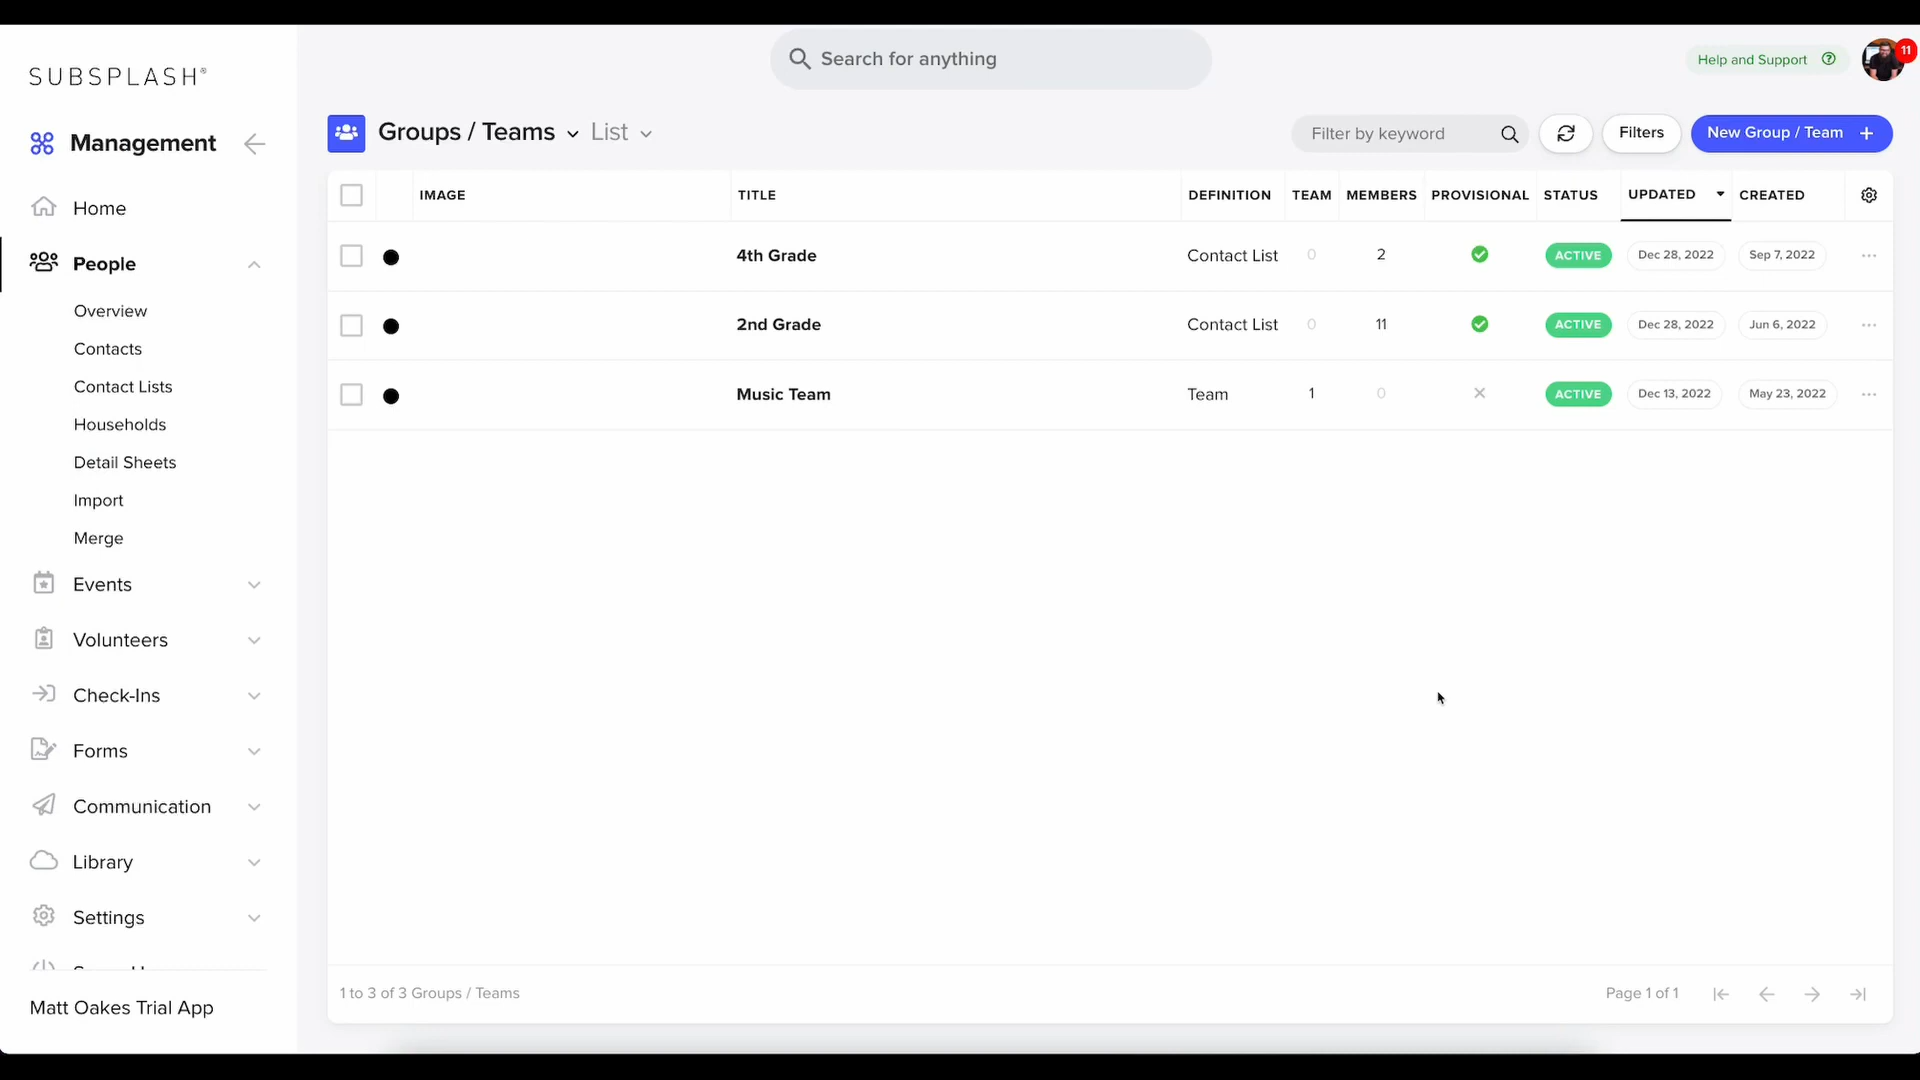 SUBSPLASH®
Search for anything
Help and Support
11
Management
Groups / Teams
List
Filter by keyword
Filters
New Group / Team +
Home
People
Overview
Contacts
Contact Lists
Households
Detail Sheets
Import
Merge
Events
Volunteers
Check-Ins
Forms
Communication
Library
Settings
Matt Oakes Trial App
IMAGE TITLE DEFINITION TEAM MEMBERS PROVISIONAL STATUS UPDATED CREATED
4th Grade Contact List 0 2 ACTIVE Dec 28, 2022 Sep 7, 2022
2nd Grade Contact List 0 11 ACTIVE Dec 28, 2022 Jun 6, 2022
Music Team Team 1 0 ACTIVE Dec 13, 2022 May 23, 2022
1 to 3 of 3 Groups / Teams
Page 1 of 1